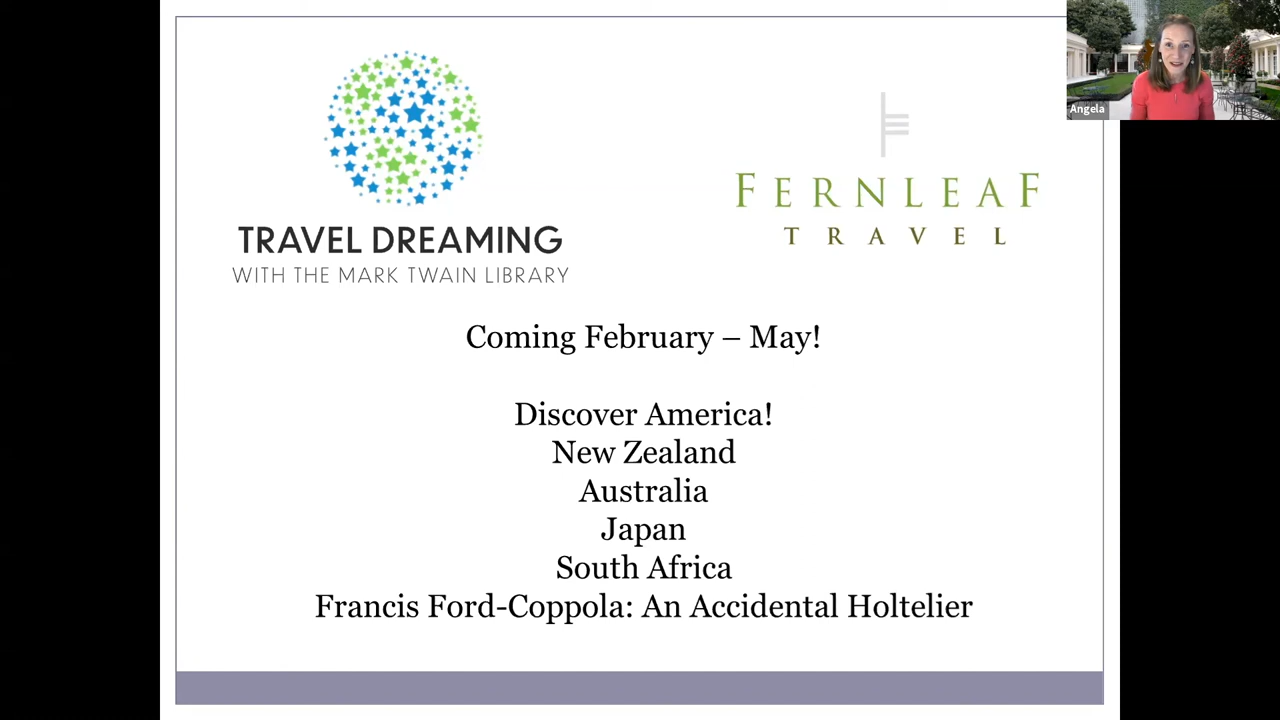 Angela
TRAVEL DREAMING
WITH THE MARK TWAIN LIBRARY
FERNLEAF
TRAVEL
Coming February – May!
Discover America!
New Zealand
Australia
Japan
South Africa
Francis Ford-Coppola: An Accidental Holtelier